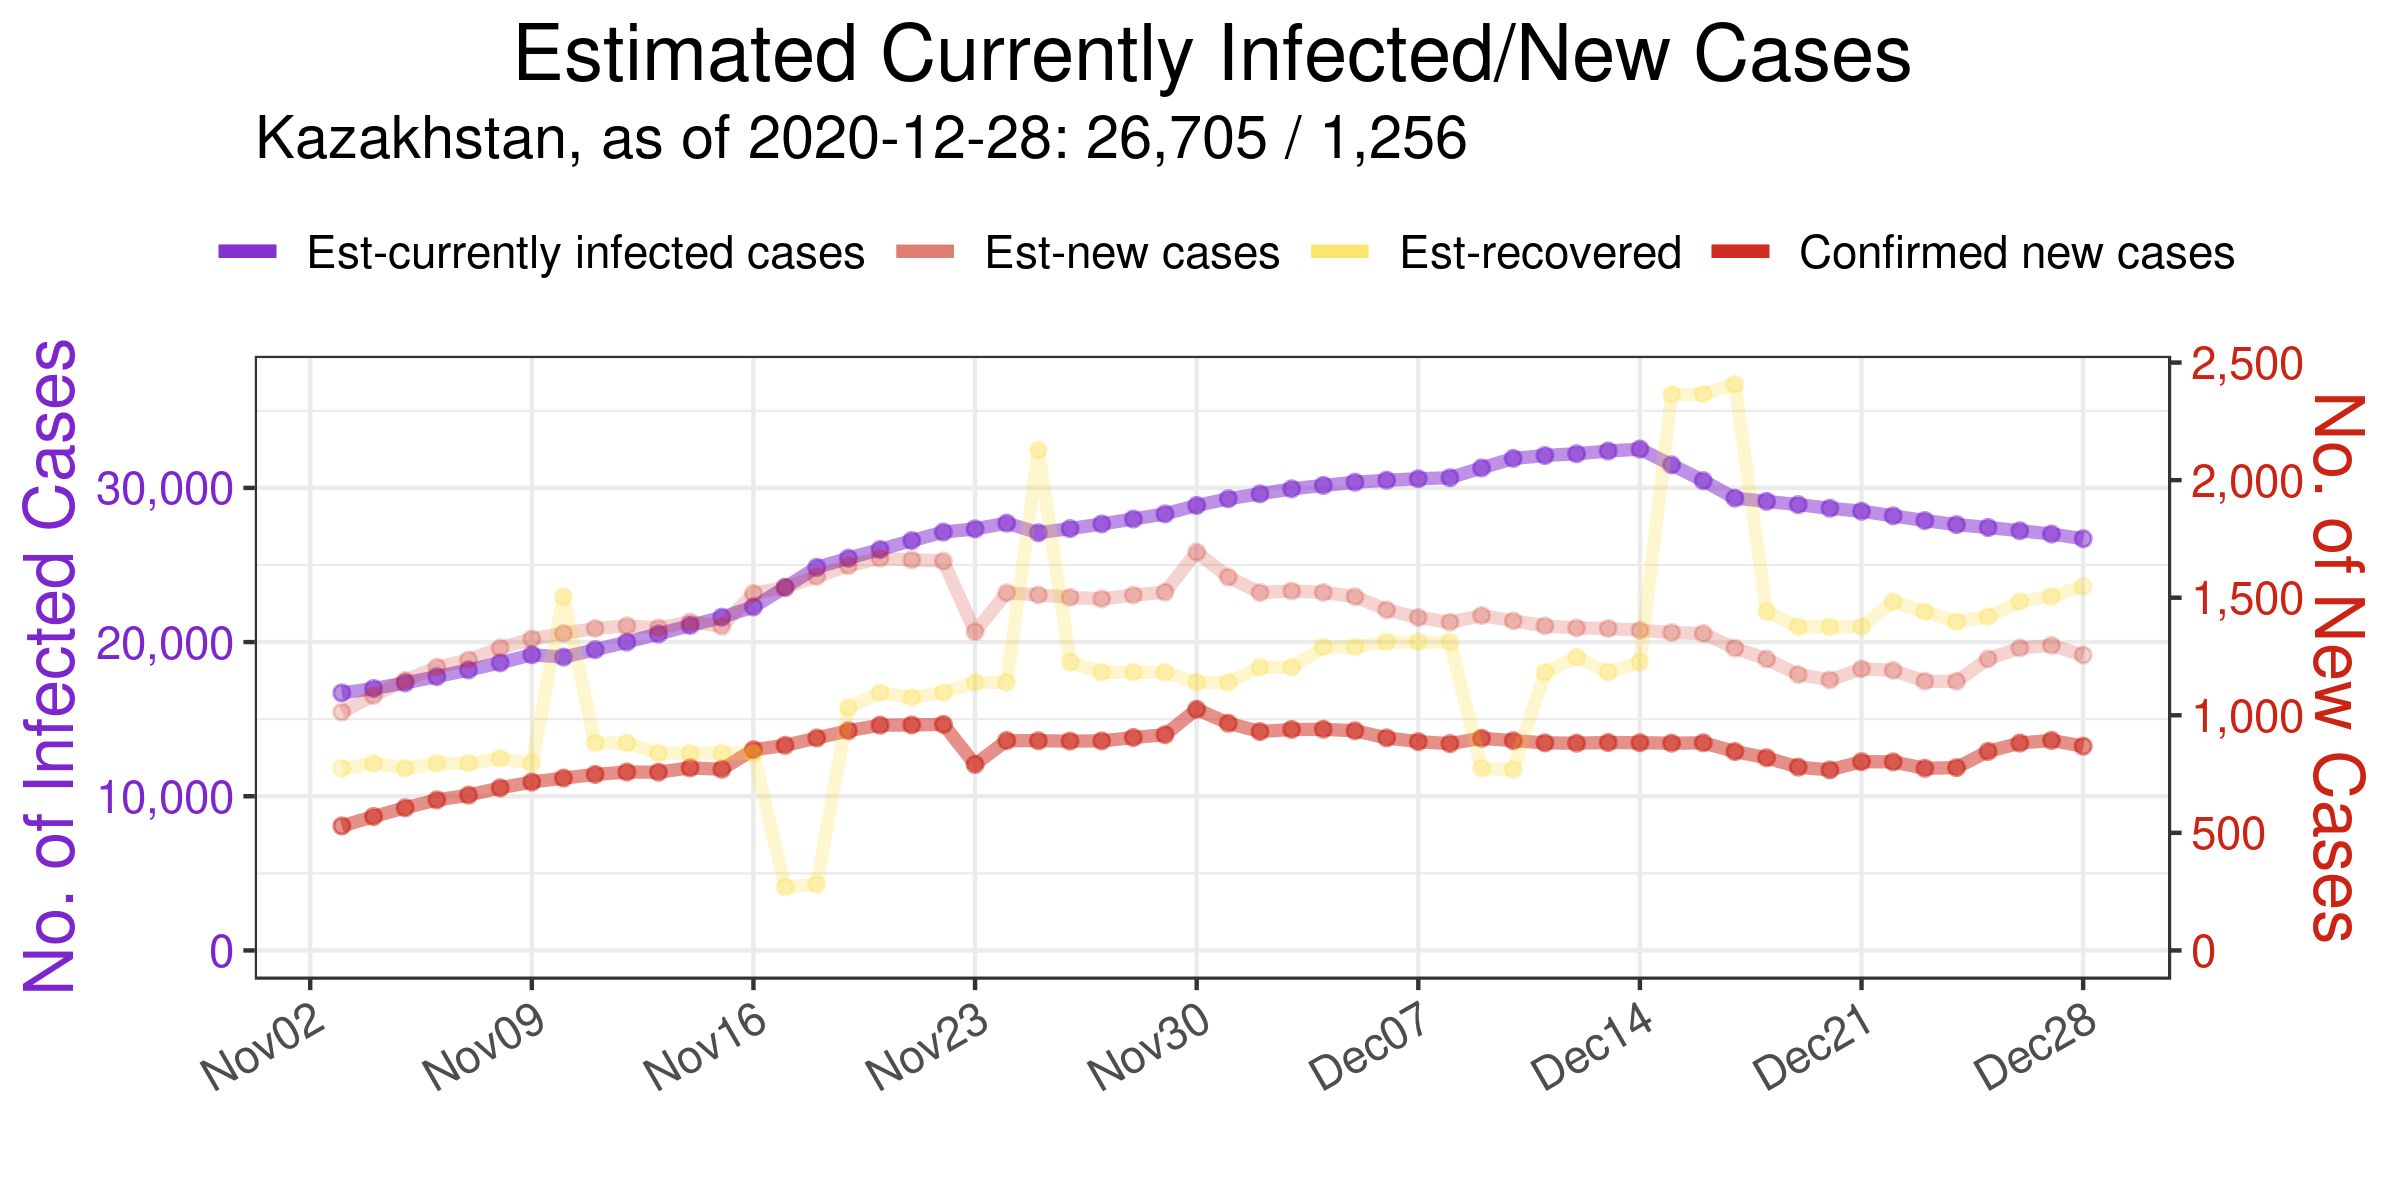 Estimated Currently Infected/New Cases
Kazakhstan, as of 2020-12-28: 26,705 / 1,256
Est-currently infected cases Est-new cases Est-recovered Confirmed new cases
No. of Infected Cases
30,000
20,000
10,000
0
2,500
2,000
1,500
1,000
500
0
No. of New Cases
Nov02 Nov09 Nov16 Nov23 Nov30 Dec07 Dec14 Dec21 Dec28